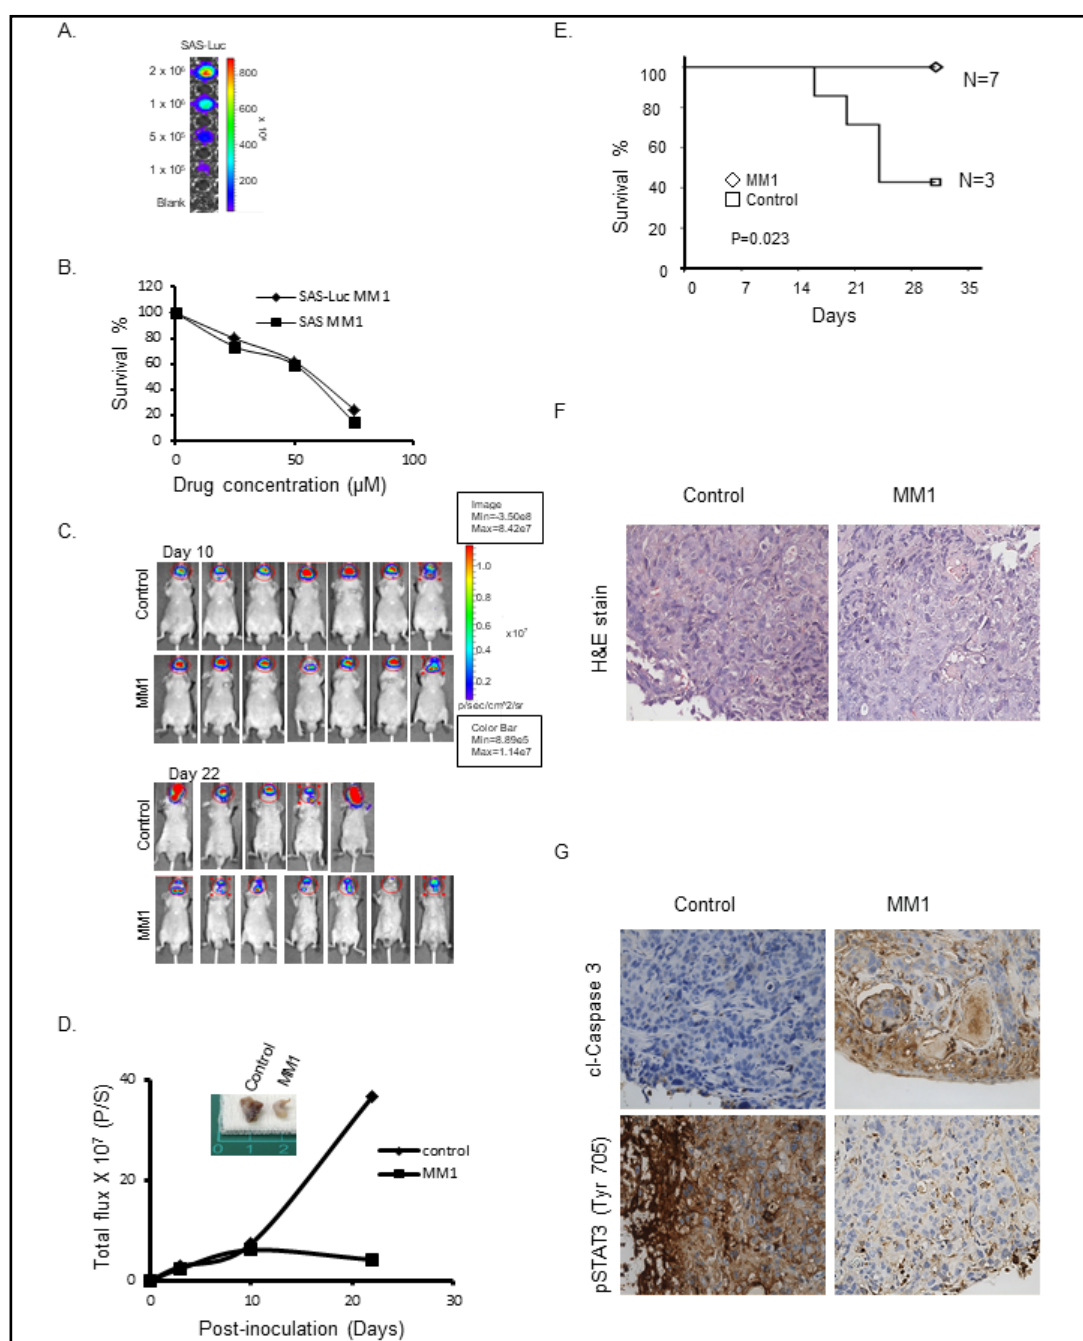 A.
SAS-Luc
2 x 10⁶
1 x 10⁶
5 x 10⁵
1 x 10⁵
Blank
800
600
400
200
B.
Survival %
120
100
80
60
40
20
0
SAS-Luc MM1
SAS MM1
0
50
100
Drug concentration (µM)
C.
Day 10
Control
MM1
Image
Min=-3.50e8
Max=8.42e7
1.0
0.8
0.6
x10⁷
0.4
0.2
p/sec/cm^2/sr
Color Bar
Min=8.89e5
Max=1.14e7
Day 22
Control
MM1
D.
Total flux X 10⁷ (P/S)
40
20
0
Control
MM1
0 1 2
control
MM1
0
10
20
30
Post-inoculation (Days)
E.
Survival %
100
80
60
40
20
0
N=7
N=3
MM1
Control
P=0.023
7
14
21
31
35
Days
F
Control
MM1
H&E stain
G
Control
MM1
cl-Caspase 3
pSTAT3 (Tyr 705)